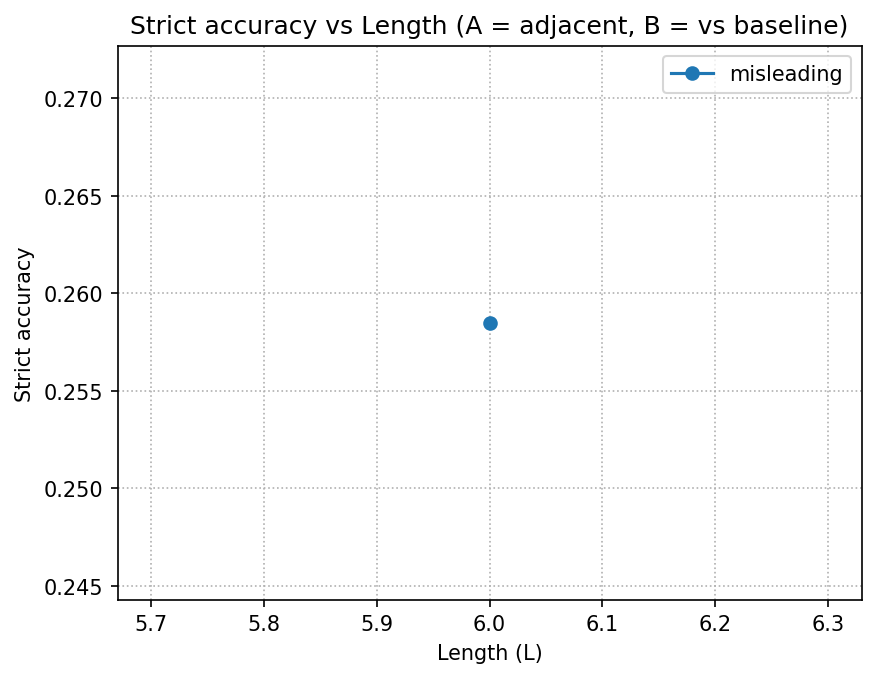 Strict accuracy vs Length (A = adjacent, B = vs baseline)
misleading
0.270
0.265
0.260
0.255
0.250
0.245
Strict accuracy
5.7 5.8 5.9 6.0 6.1 6.2 6.3
Length (L)